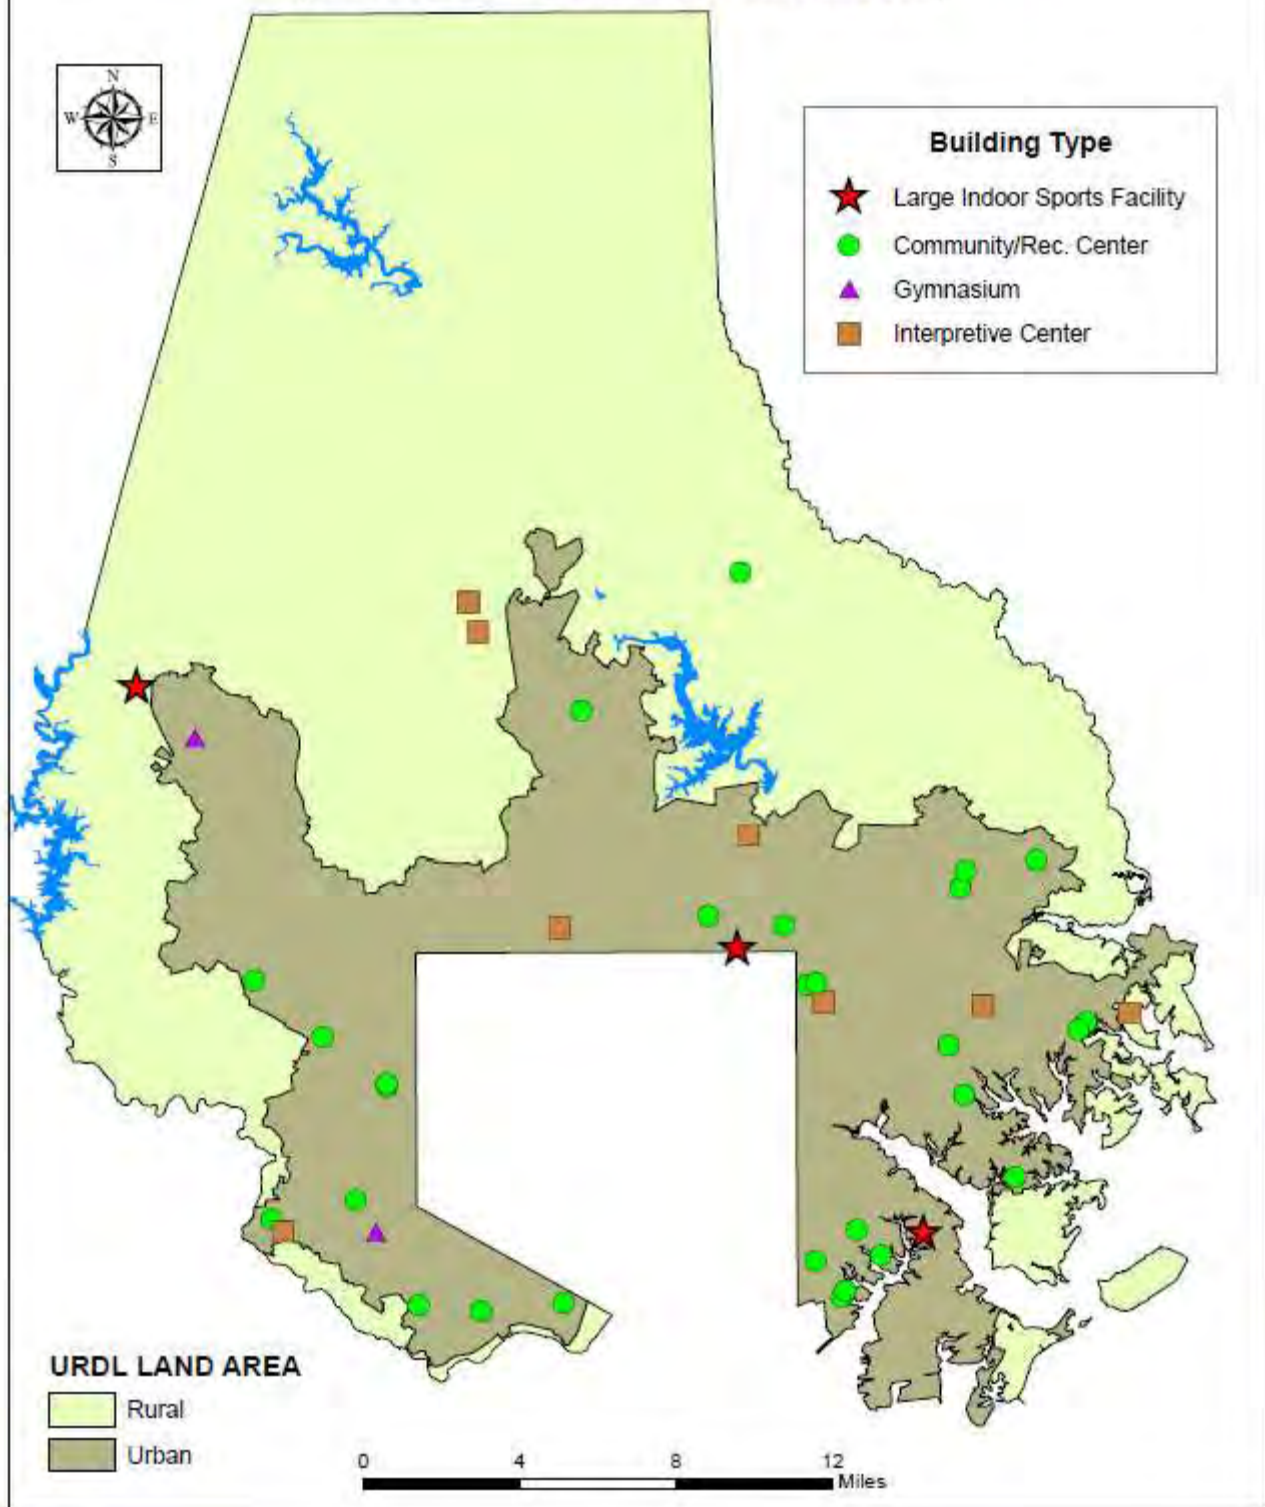 N
W E
S
Building Type
Large Indoor Sports Facility
Community/Rec. Center
Gymnasium
Interpretive Center
URDL LAND AREA
Rural
Urban
0 4 8 12
Miles